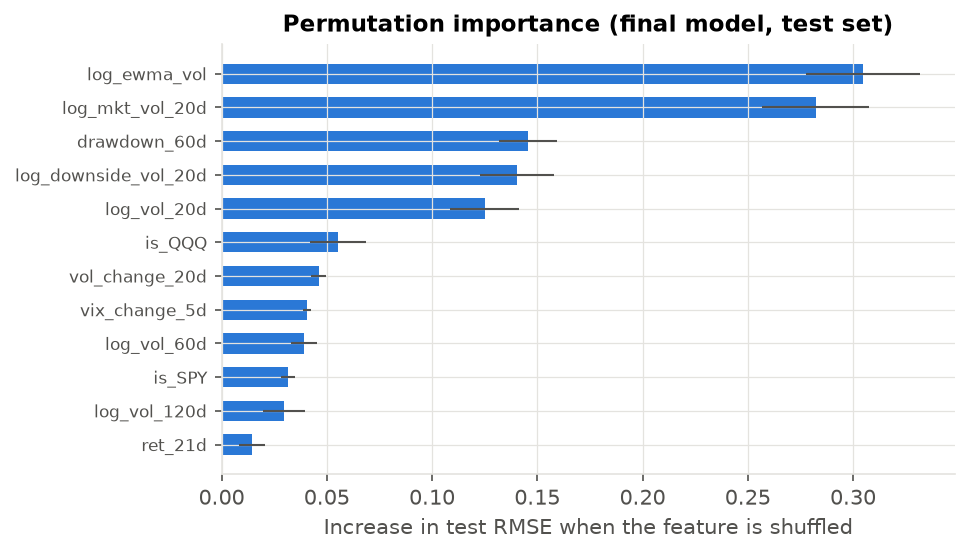 Permutation importance (final model, test set)
log_ewma_vol
log_mkt_vol_20d
drawdown_60d
log_downside_vol_20d
log_vol_20d
is_QQQ
vol_change_20d
vix_change_5d
log_vol_60d
is_SPY
log_vol_120d
ret_21d
0.00 0.05 0.10 0.15 0.20 0.25 0.30
Increase in test RMSE when the feature is shuffled